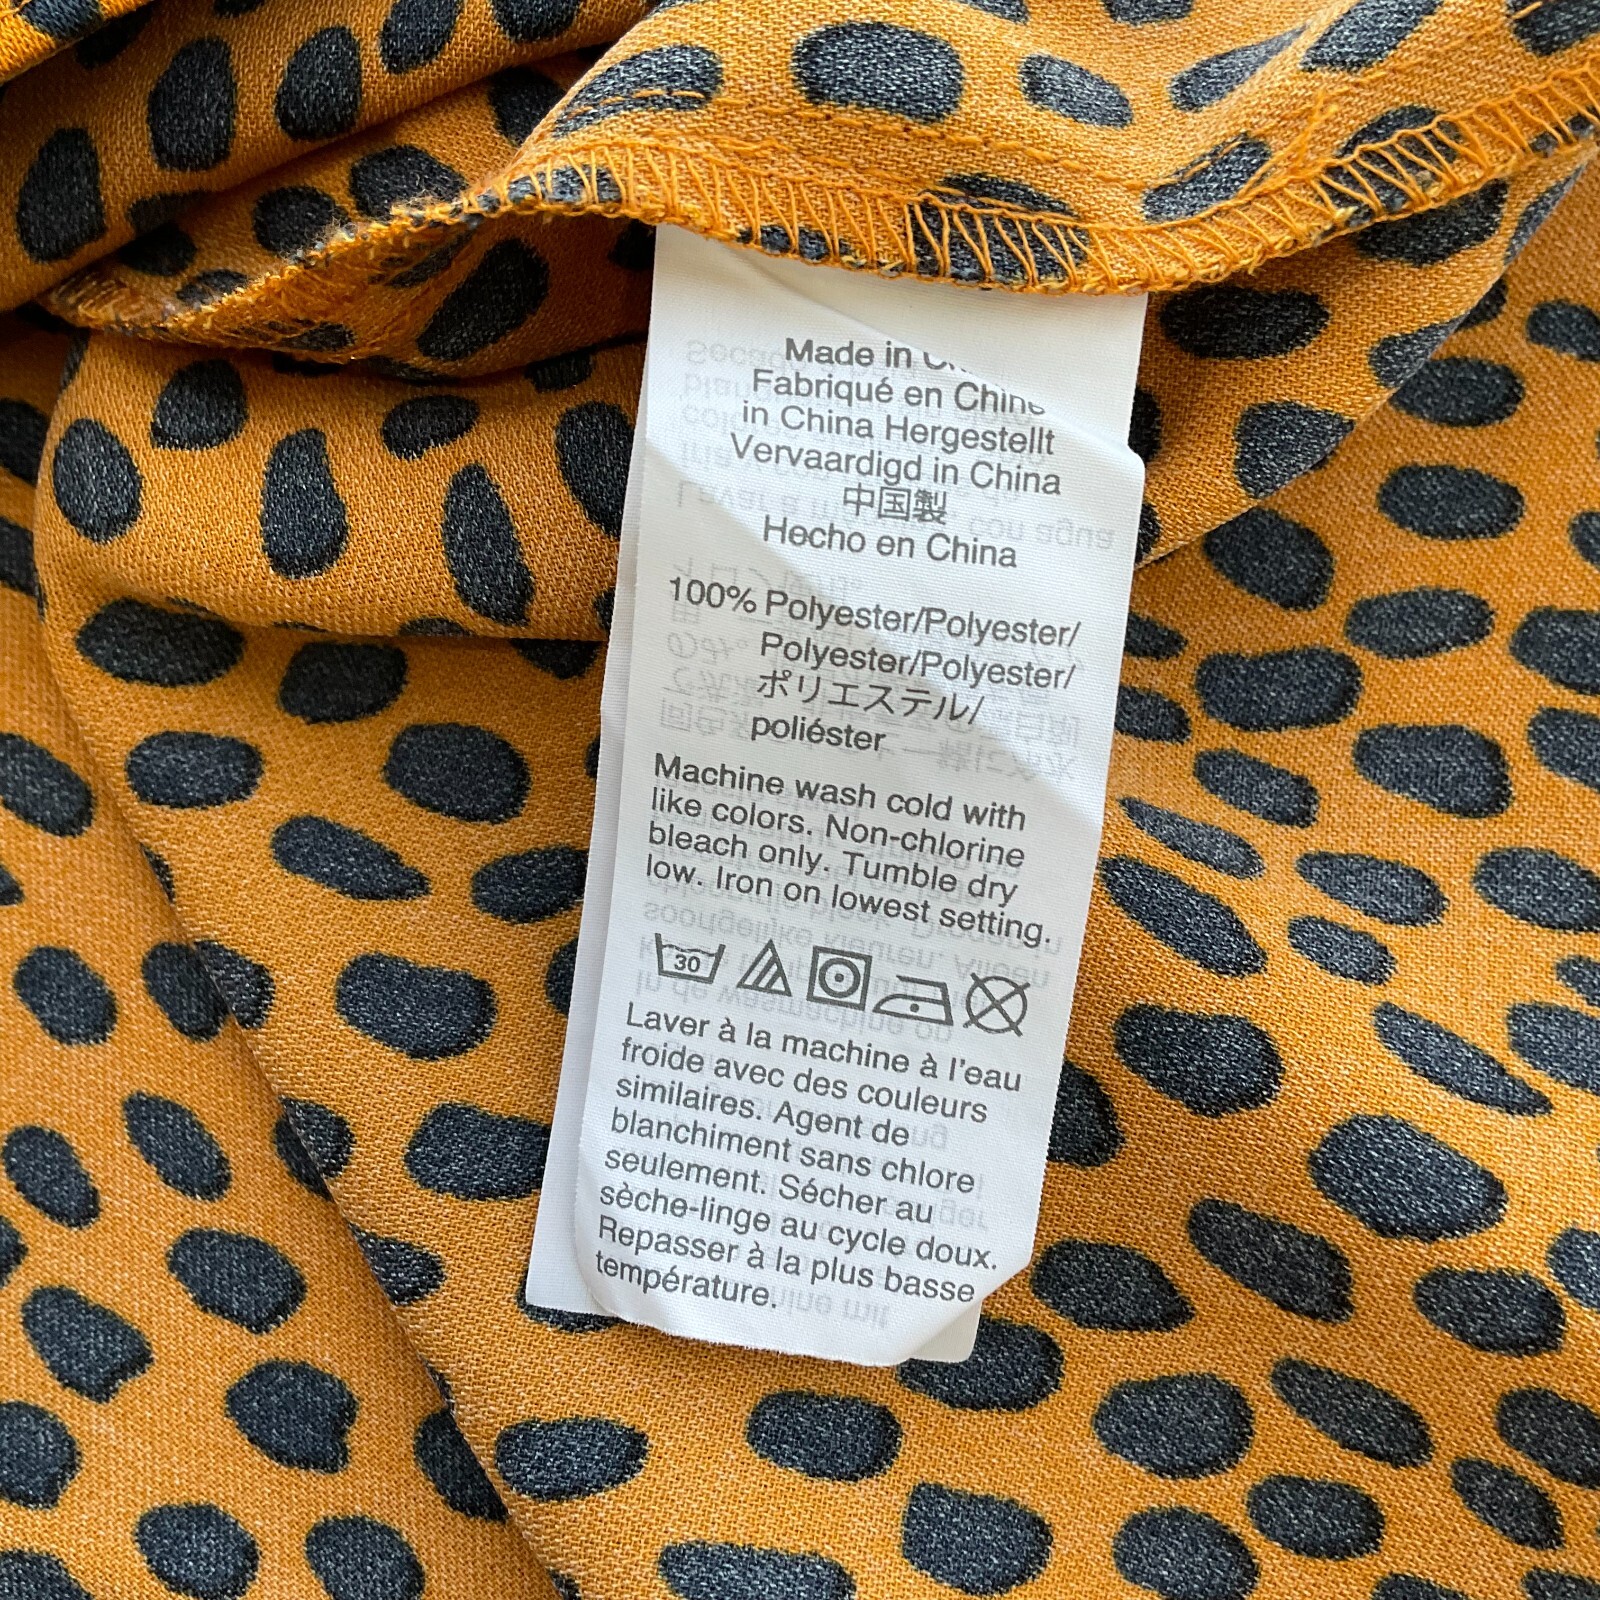 Made in
Fabriqué en Chine
in China Hergestellt
Vervaardigd in China
中国製
Hecho en China
100% Polyester/Polyester/
Polyester/Polyester/
ポリエステル/
poliéster
Machine wash cold with
like colors. Non-chlorine
bleach only. Tumble dry
low. Iron on lowest setting.
30
Laver à la machine à l'eau
froide avec des couleurs
similaires. Agent de
blanchiment sans chlore
seulement. Sécher au
sèche-linge au cycle doux.
Repasser à la plus basse
température.